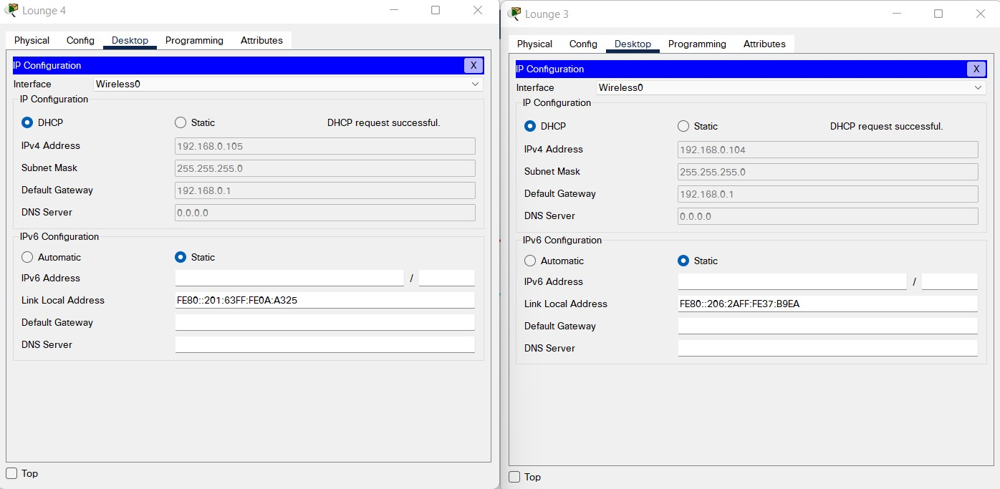 Lounge 4
Physical Config Desktop Programming Attributes
IP Configuration X
Interface Wireless0
IP Configuration
DHCP Static DHCP request successful.
IPv4 Address 192.168.0.105
Subnet Mask 255.255.255.0
Default Gateway 192.168.0.1
DNS Server 0.0.0.0
IPv6 Configuration
Automatic Static
IPv6 Address /
Link Local Address FE80::201:63FF:FE0A:A325
Default Gateway
DNS Server
Top
Lounge 3
Physical Config Desktop Programming Attributes
IP Configuration X
Interface Wireless0
IP Configuration
DHCP Static DHCP request successful.
IPv4 Address 192.168.0.104
Subnet Mask 255.255.255.0
Default Gateway 192.168.0.1
DNS Server 0.0.0.0
IPv6 Configuration
Automatic Static
IPv6 Address /
Link Local Address FE80::206:2AFF:FE37:B9EA
Default Gateway
DNS Server
Top